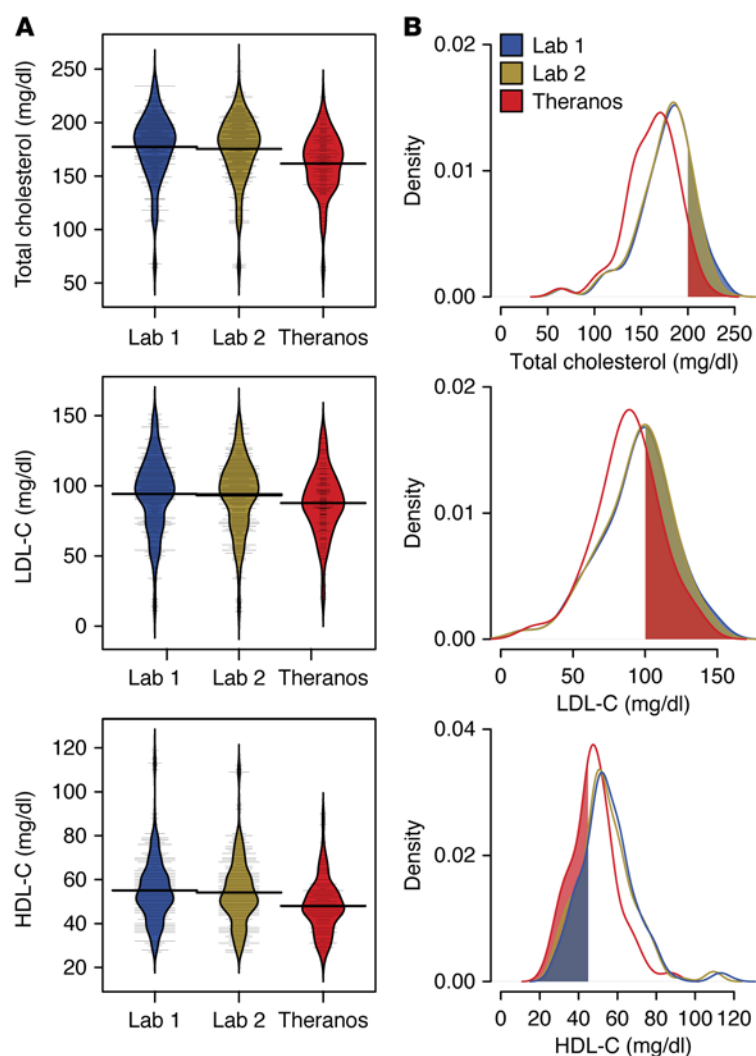 A
Total cholesterol (mg/dl)
250
200
150
100
50
Lab 1 Lab 2 Theranos
LDL-C (mg/dl)
150
100
50
0
Lab 1 Lab 2 Theranos
HDL-C (mg/dl)
120
100
80
60
40
20
Lab 1 Lab 2 Theranos
B
Lab 1
Lab 2
Theranos
Density
0.02
0.01
0.00
0 50 100 150 200 250
Total cholesterol (mg/dl)
Density
0.02
0.01
0.00
0 50 100 150
LDL-C (mg/dl)
Density
0.04
0.02
0.00
0 20 40 60 80 100 120
HDL-C (mg/dl)